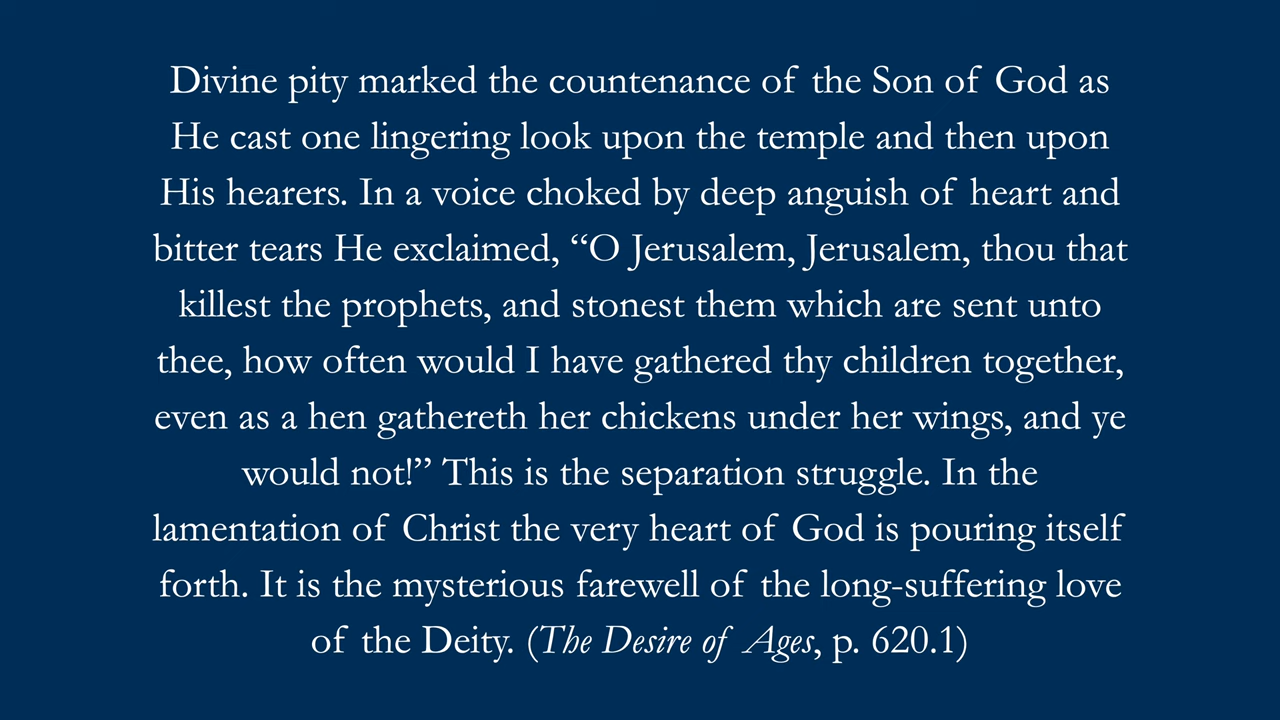 Divine pity marked the countenance of the Son of God as
He cast one lingering look upon the temple and then upon
His hearers. In a voice choked by deep anguish of heart and
bitter tears He exclaimed, “O Jerusalem, Jerusalem, thou that
killest the prophets, and stonest them which are sent unto
thee, how often would I have gathered thy children together,
even as a hen gathereth her chickens under her wings, and ye
would not!” This is the separation struggle. In the
lamentation of Christ the very heart of God is pouring itself
forth. It is the mysterious farewell of the long-suffering love
of the Deity. (The Desire of Ages, p. 620.1)